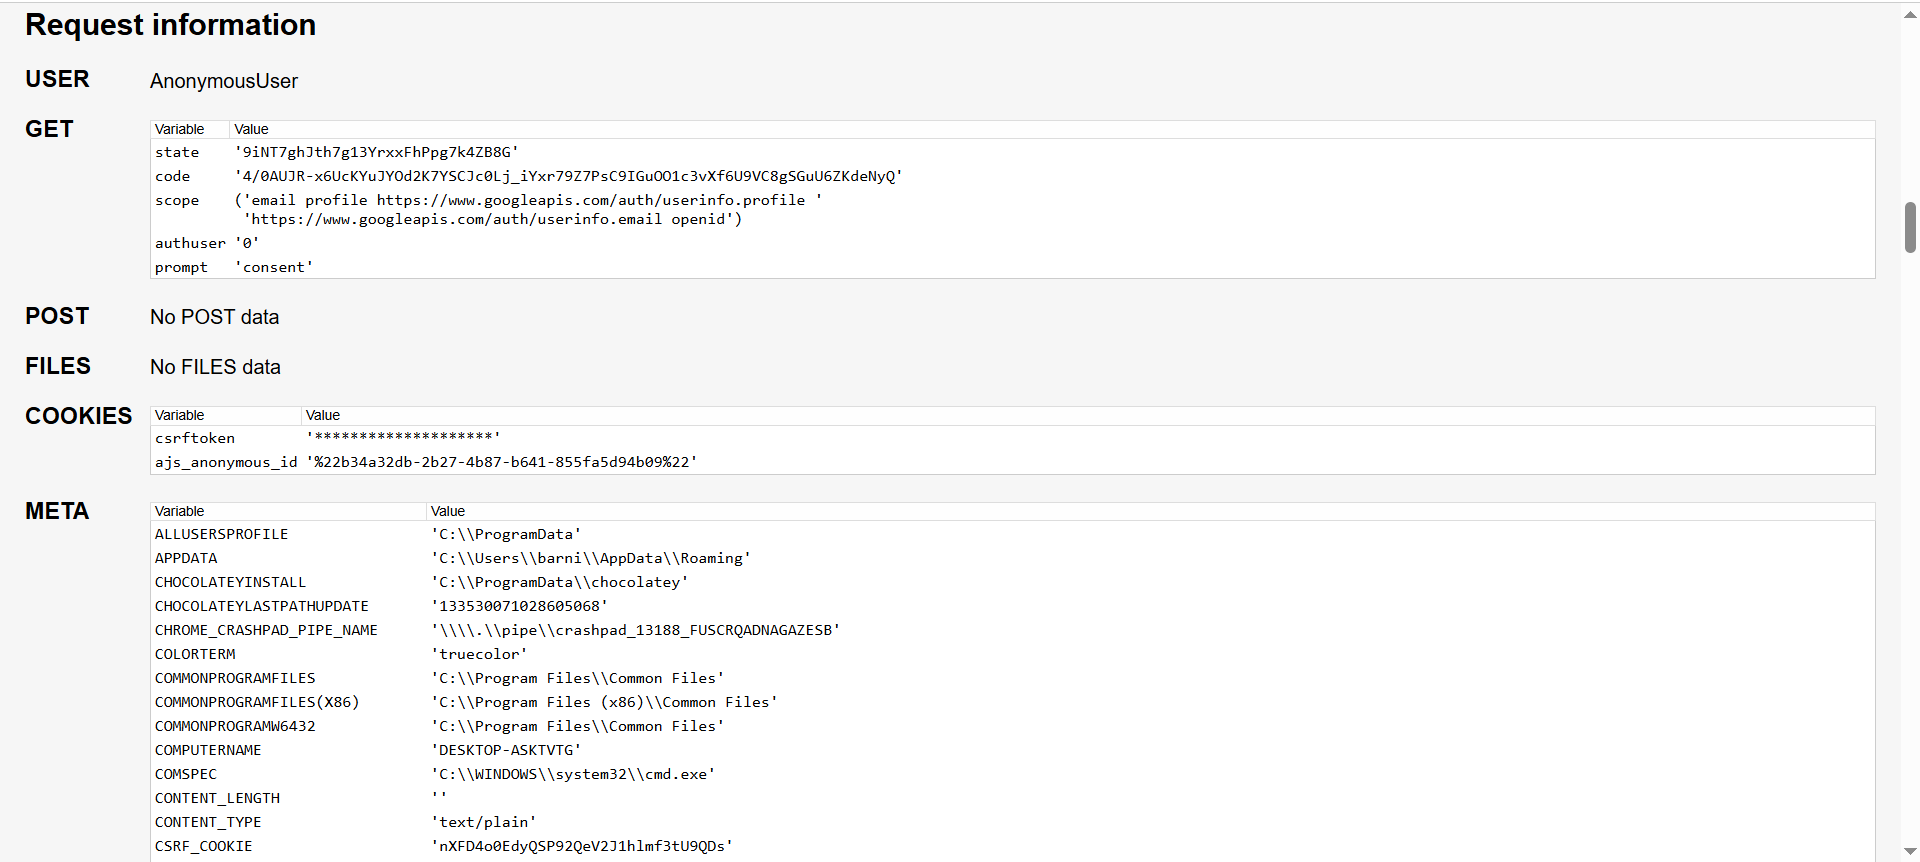 Request information
USER AnonymousUser
GET Variable Value
state '9iNT7ghJth7g13YrxxFhPpg7k4ZB8G'
code '4/0AUJR-x6UcKYuJYOd2K7YSCJc0Lj_iYxr79Z7PsC9IGuOO1c3vXf6U9VC8gSGuU6ZKdeNyQ'
scope ('email profile https://www.googleapis.com/auth/userinfo.profile '
'https://www.googleapis.com/auth/userinfo.email openid')
authuser '0'
prompt 'consent'
POST No POST data
FILES No FILES data
COOKIES Variable Value
csrftoken '********************'
ajs_anonymous_id '%22b34a32db-2b27-4b87-b641-855fa5d94b09%22'
META Variable Value
ALLUSERSPROFILE 'C:\\ProgramData'
APPDATA 'C:\\Users\\barni\\AppData\\Roaming'
CHOCOLATEYINSTALL 'C:\\ProgramData\\chocolatey'
CHOCOLATEYLASTPATHUPDATE '133530071028605068'
CHROME_CRASHPAD_PIPE_NAME '\\\\.\\pipe\\crashpad_13188_FUSCRQADNAGAZESB'
COLORTERM 'truecolor'
COMMONPROGRAMFILES 'C:\\Program Files\\Common Files'
COMMONPROGRAMFILES(X86) 'C:\\Program Files (x86)\\Common Files'
COMMONPROGRAMW6432 'C:\\Program Files\\Common Files'
COMPUTERNAME 'DESKTOP-ASKTVTG'
COMSPEC 'C:\\WINDOWS\\system32\\cmd.exe'
CONTENT_LENGTH ''
CONTENT_TYPE 'text/plain'
CSRF_COOKIE 'nXFD4o0EdyQSP92QeV2J1hlmf3tU9QDs'